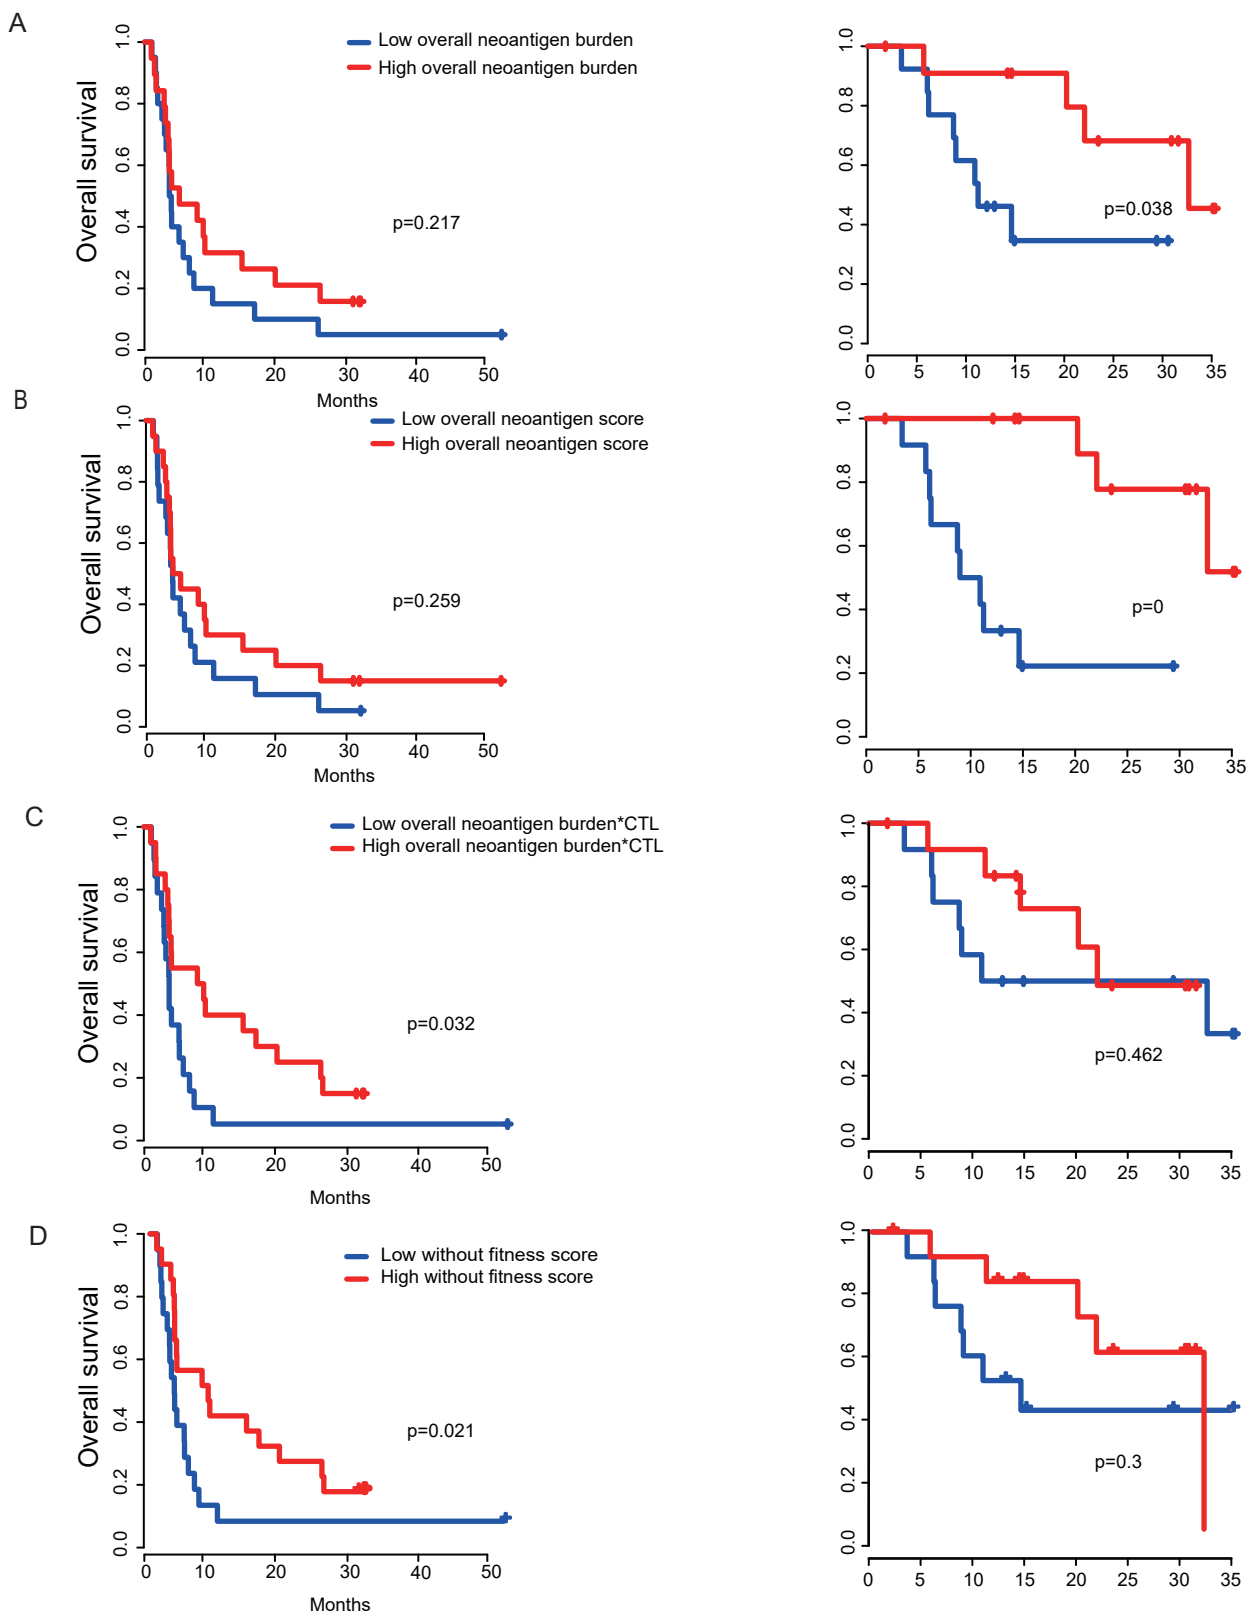 A
Low overall neoantigen burden
High overall neoantigen burden
Overall survival
1.0
0.8
0.6
0.4
0.2
0.0
p=0.217
0 10 20 30 40 50
Months
1.0
0.8
0.6
0.4
0.2
0.0
p=0.038
0 5 10 15 20 25 30 35
B
Low overall neoantigen score
High overall neoantigen score
Overall survival
1.0
0.8
0.6
0.4
0.2
0.0
p=0.259
0 10 20 30 40 50
Months
1.0
0.8
0.6
0.4
0.2
0.0
p=0
0 5 10 15 20 25 30 35
C
Low overall neoantigen burden*CTL
High overall neoantigen burden*CTL
Overall survival
1.0
0.8
0.6
0.4
0.2
0.0
p=0.032
0 10 20 30 40 50
Months
1.0
0.8
0.6
0.4
0.2
0.0
p=0.462
0 5 10 15 20 25 30 35
D
Low without fitness score
High without fitness score
Overall survival
1.0
0.8
0.6
0.4
0.2
0.0
p=0.021
0 10 20 30 40 50
Months
1.0
0.8
0.6
0.4
0.2
0.0
p=0.3
0 5 10 15 20 25 30 35